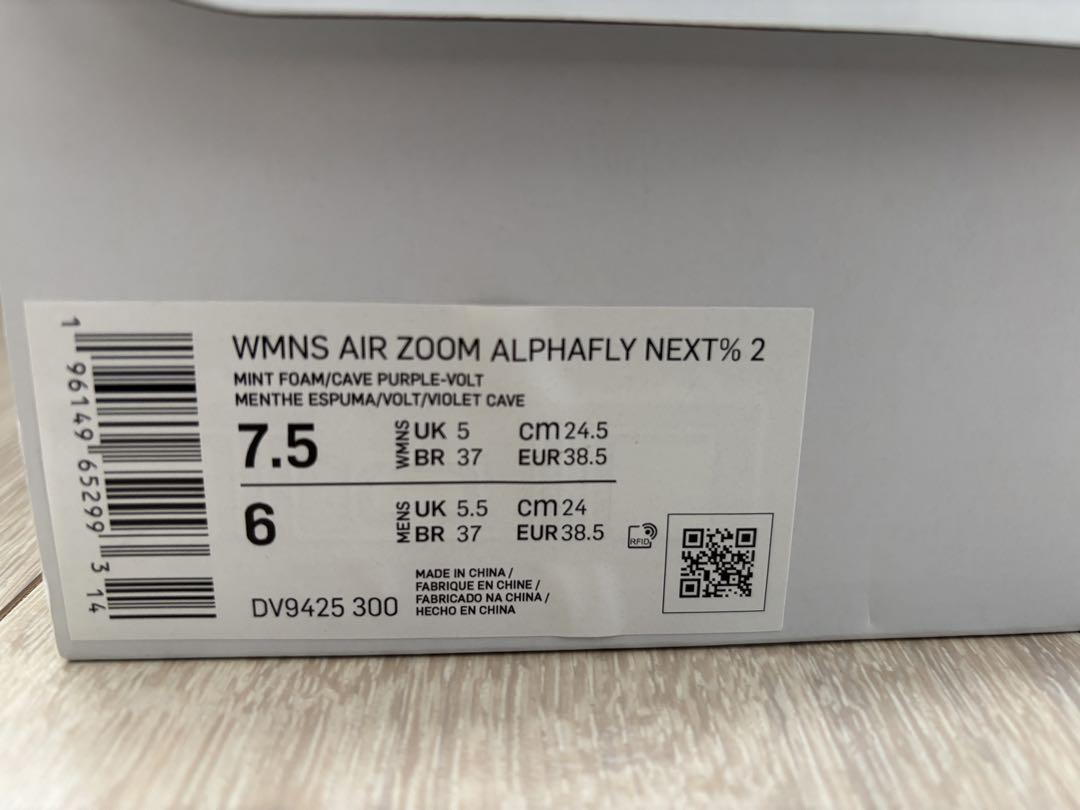 WMNS AIR ZOOM ALPHAFLY NEXT% 2
MINT FOAM/CAVE PURPLE-VOLT
MENTHE ESPUMA/VOLT/VIOLET CAVE
7.5 WMNS UK 5 cm 24.5
BR 37 EUR 38.5
6 MENS UK 5.5 cm 24
BR 37 EUR 38.5
RFID
DV9425 300
MADE IN CHINA /
FABRIQUE EN CHINE /
FABRICADO NA CHINA /
HECHO EN CHINA
1 96149 65299 3 14